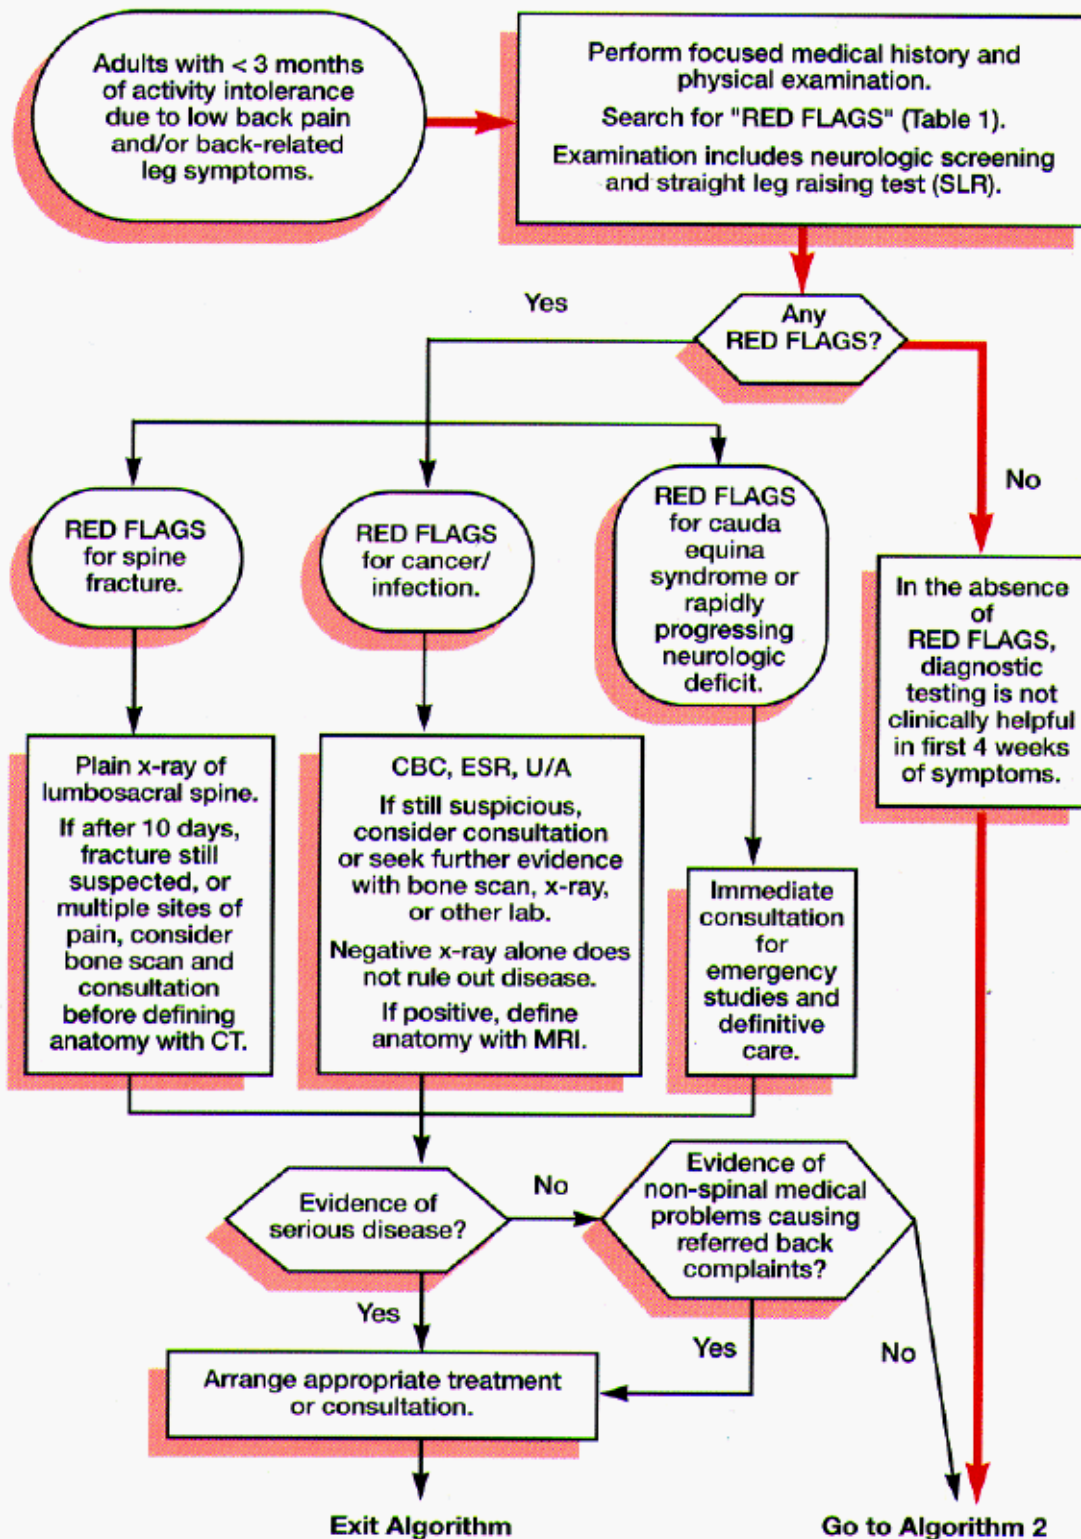 Adults with < 3 months
of activity intolerance
due to low back pain
and/or back-related
leg symptoms.
Perform focused medical history and
physical examination.
Search for "RED FLAGS" (Table 1).
Examination includes neurologic screening
and straight leg raising test (SLR).
Any
RED FLAGS?
Yes
No
RED FLAGS
for spine
fracture.
RED FLAGS
for cancer/
infection.
RED FLAGS
for cauda
equina
syndrome or
rapidly
progressing
neurologic
deficit.
In the absence
of
RED FLAGS,
diagnostic
testing is not
clinically helpful
in first 4 weeks
of symptoms.
Plain x-ray of
lumbosacral spine.
If after 10 days,
fracture still
suspected, or
multiple sites of
pain, consider
bone scan and
consultation
before defining
anatomy with CT.
CBC, ESR, U/A
If still suspicious,
consider consultation
or seek further evidence
with bone scan, x-ray,
or other lab.
Negative x-ray alone does
not rule out disease.
If positive, define
anatomy with MRI.
Immediate
consultation
for
emergency
studies and
definitive
care.
Evidence of
serious disease?
No
Evidence of
non-spinal medical
problems causing
referred back
complaints?
Yes
Yes
No
Arrange appropriate treatment
or consultation.
Exit Algorithm
Go to Algorithm 2